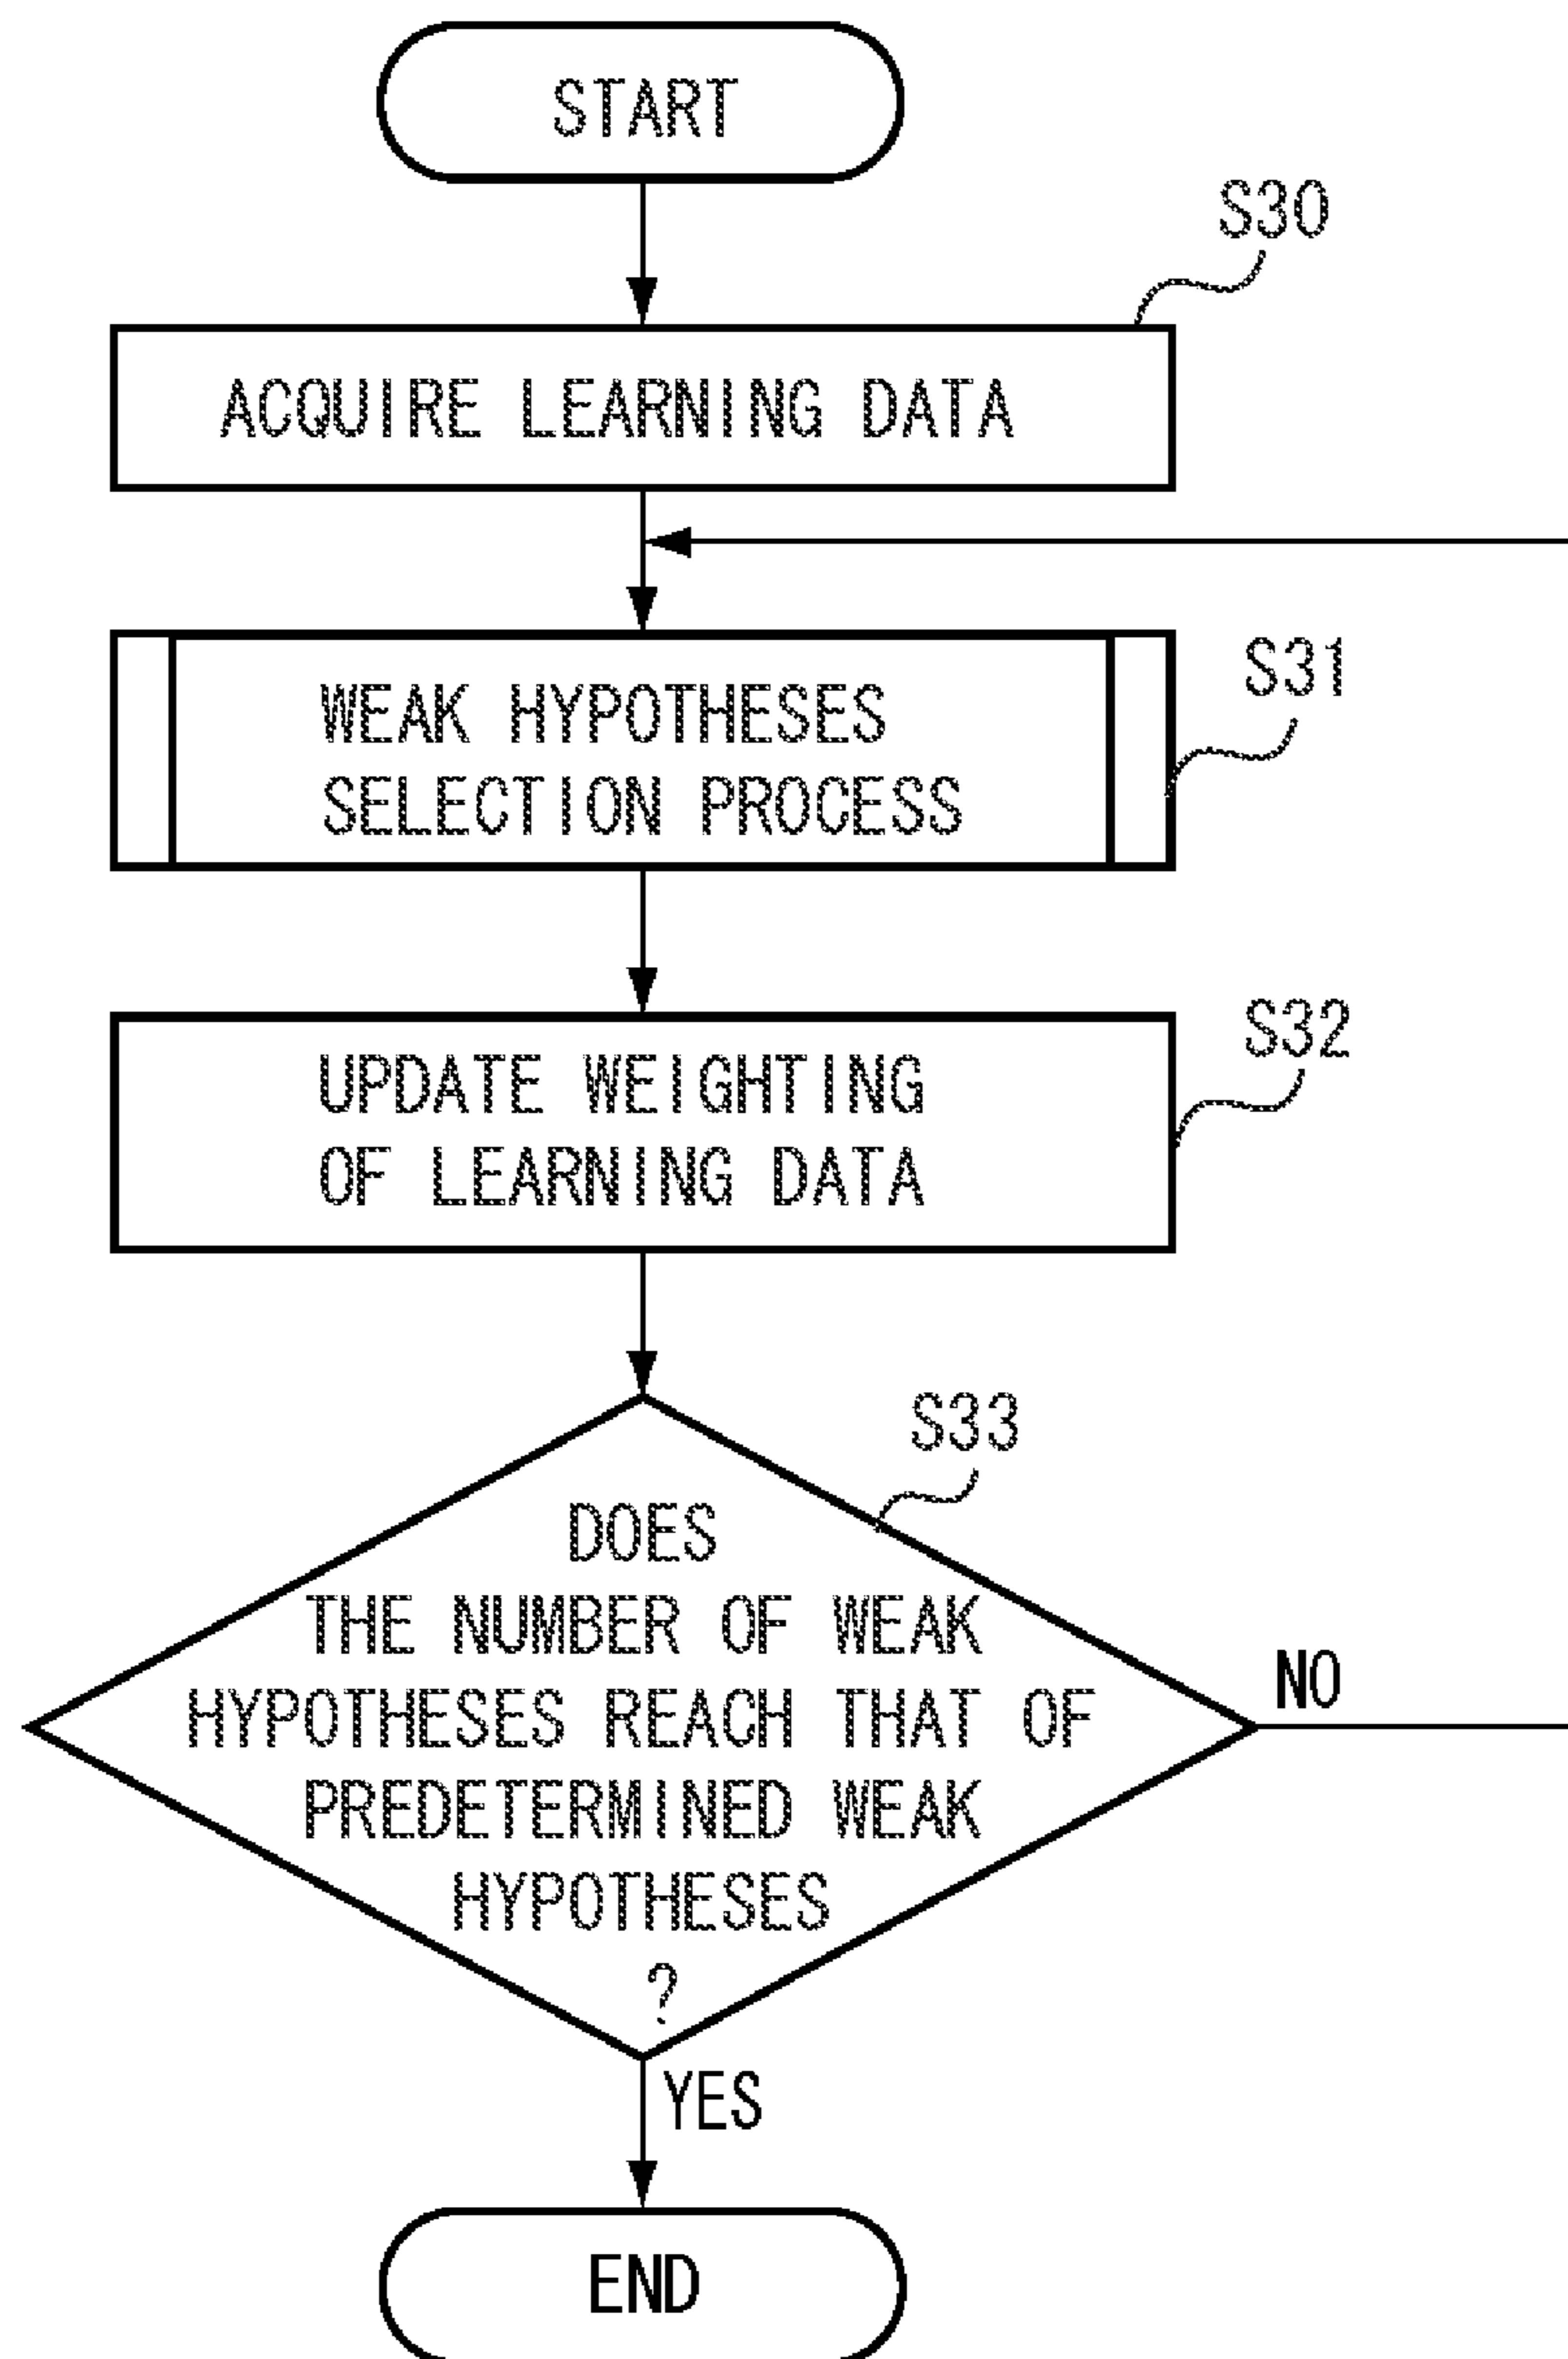 START
S30
ACQUIRE LEARNING DATA
S31
WEAK HYPOTHESES
SELECTION PROCESS
S32
UPDATE WEIGHTING
OF LEARNING DATA
S33
DOES
THE NUMBER OF WEAK
HYPOTHESES REACH THAT OF
PREDETERMINED WEAK
HYPOTHESES
?
NO
YES
END